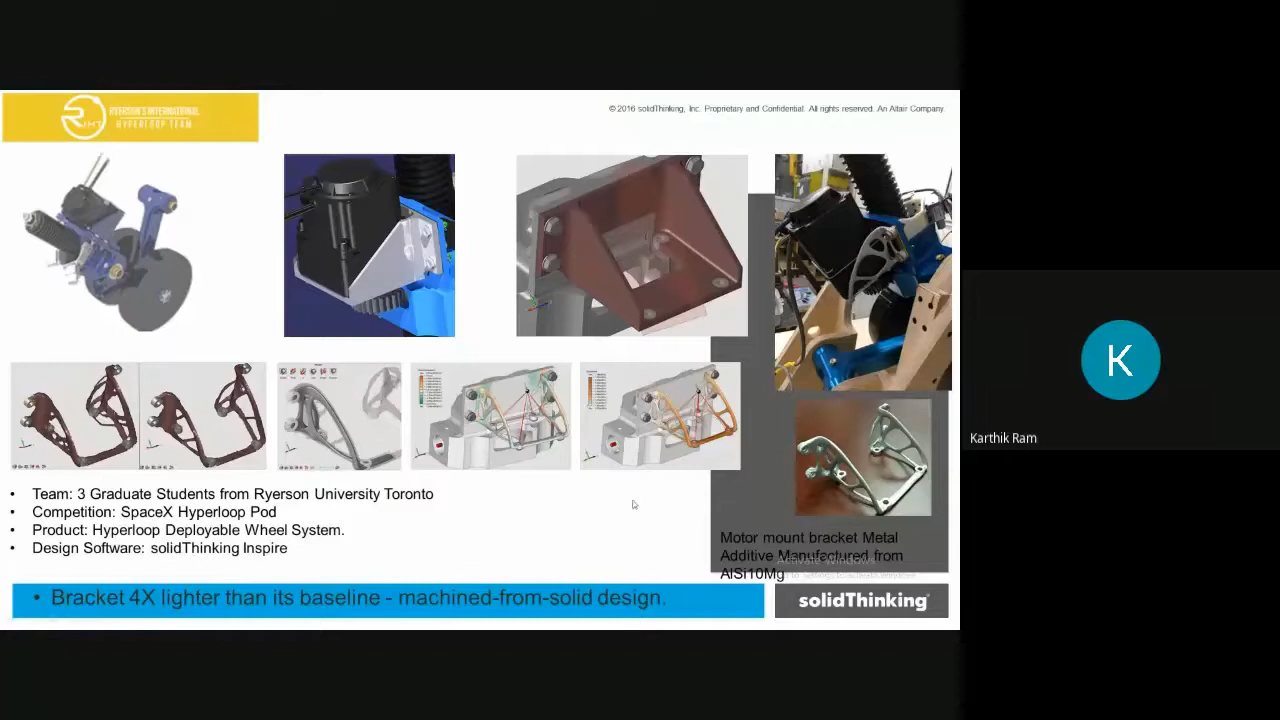 RYERSON'S INTERNATIONAL
HYPERLOOP TEAM
© 2016 solidThinking, Inc. Proprietary and Confidential. All rights reserved. An Altair Company.
• Team: 3 Graduate Students from Ryerson University Toronto
• Competition: SpaceX Hyperloop Pod
• Product: Hyperloop Deployable Wheel System.
• Design Software: solidThinking Inspire
Motor mount bracket Metal
Additive Manufactured from
AlSi10Mg
Activate Windows
• Bracket 4X lighter than its baseline - machined-from-solid design.
solidThinking
K
Karthik Ram